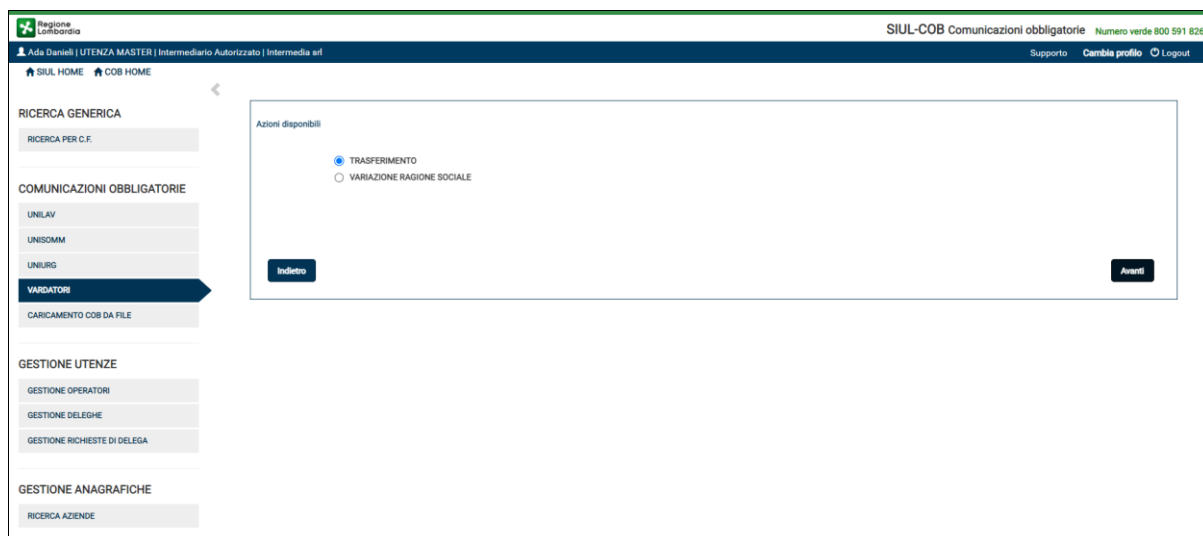 Regione
Lombardia
SIUL-COB Comunicazioni obbligatorie Numero verde 800 591 826
Ada Danieli | UTENZA MASTER | Intermediario Autorizzato | Intermedia srl
Supporto Cambia profilo Logout
SIUL HOME COB HOME
RICERCA GENERICA
RICERCA PER C.F.
COMUNICAZIONI OBBLIGATORIE
UNILAV
UNISOMM
UNIURG
VARDATORI
CARICAMENTO COB DA FILE
GESTIONE UTENZE
GESTIONE OPERATORI
GESTIONE DELEGHE
GESTIONE RICHIESTE DI DELEGA
GESTIONE ANAGRAFICHE
RICERCA AZIENDE
Azioni disponibili
TRASFERIMENTO
VARIAZIONE RAGIONE SOCIALE
Indietro
Avanti